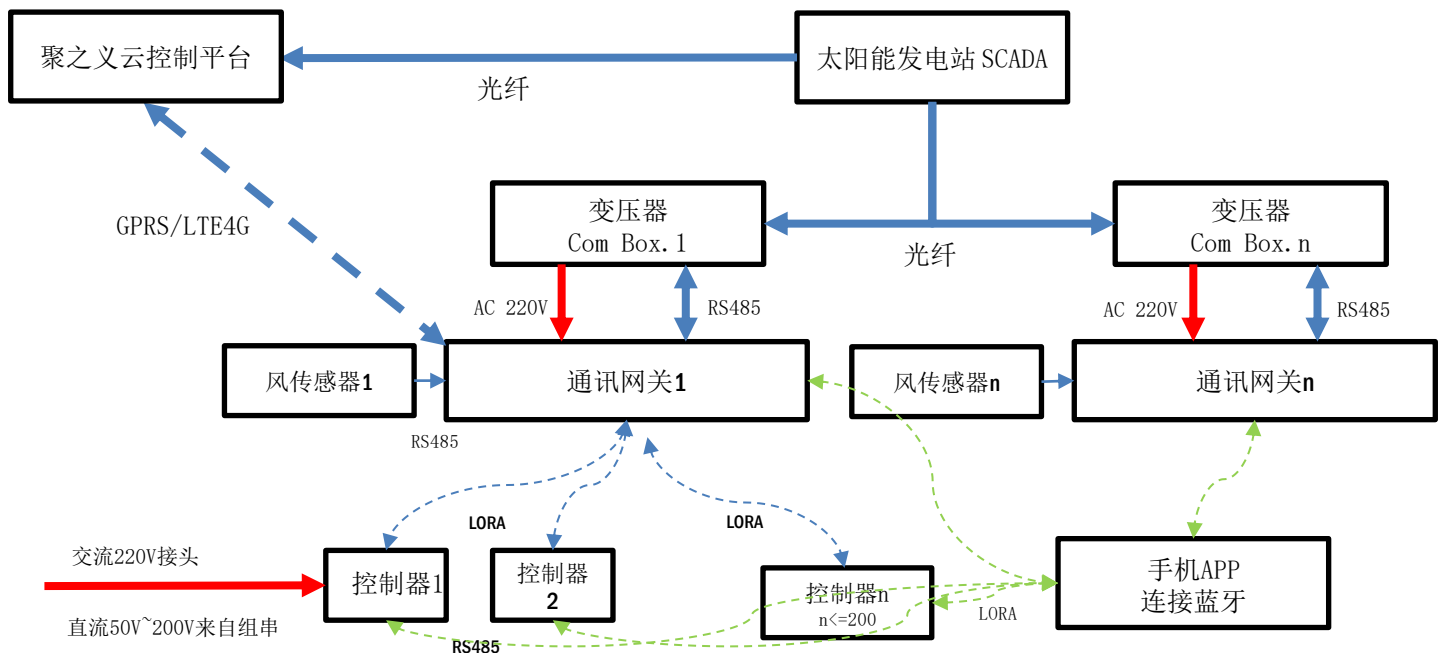 聚之义云控制平台
太阳能发电站 SCADA
光纤
GPRS/LTE4G
变压器
Com Box.1
变压器
Com Box.n
光纤
AC 220V
RS485
AC 220V
RS485
风传感器1
通讯网关1
风传感器n
通讯网关n
RS485
LORA
LORA
交流220V接头
控制器1
控制器
2
控制器n
n<=200
LORA
手机APP
连接蓝牙
直流50V~200V来自组串
RS485